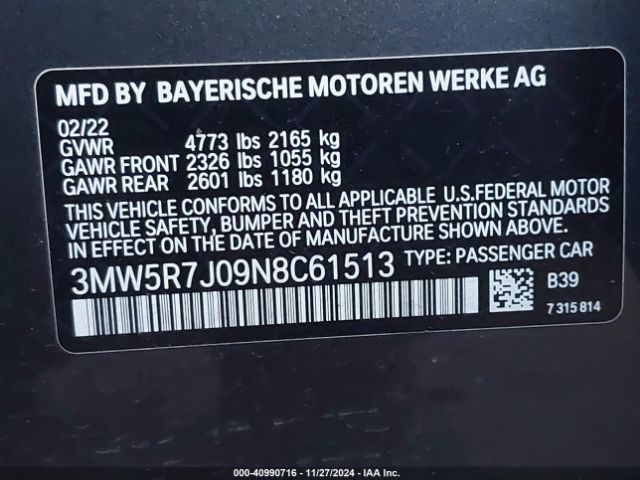 MFD BY BAYERISCHE MOTOREN WERKE AG
02/22
GVWR 4773 lbs 2165 kg
GAWR FRONT 2326 lbs 1055 kg
GAWR REAR 2601 lbs 1180 kg
THIS VEHICLE CONFORMS TO ALL APPLICABLE U.S.FEDERAL MOTOR
VEHICLE SAFETY, BUMPER AND THEFT PREVENTION STANDARDS
IN EFFECT ON THE DATE OF MANUFACTURE SHOWN ABOVE.
3MW5R7J09N8C61513 TYPE: PASSENGER CAR
B39
7 315 814
000-40990716 - 11/27/2024 - IAA Inc.